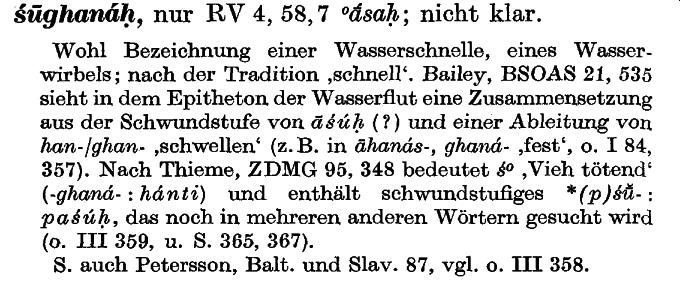 śūghanáḥ, nur RV 4, 58, 7 °ā́saḥ; nicht klar.
Wohl Bezeichnung einer Wasserschnelle, eines Wasser-
wirbels; nach der Tradition ‚schnell‘. Bailey, BSOAS 21, 535
sieht in dem Epitheton der Wasserflut eine Zusammensetzung
aus der Schwundstufe von āśúḥ (?) und einer Ableitung von
han-/ghan- ‚schwellen‘ (z. B. in āhanás-, ghaná- ‚fest‘, o. I 84,
357). Nach Thieme, ZDMG 95, 348 bedeutet ś° ‚Vieh tötend‘
(-ghaná- : hánti) und enthält schwundstufiges *(p)śū̆- :
paśúḥ, das noch in mehreren anderen Wörtern gesucht wird
(o. III 359, u. S. 365, 367).
S. auch Petersson, Balt. und Slav. 87, vgl. o. III 358.